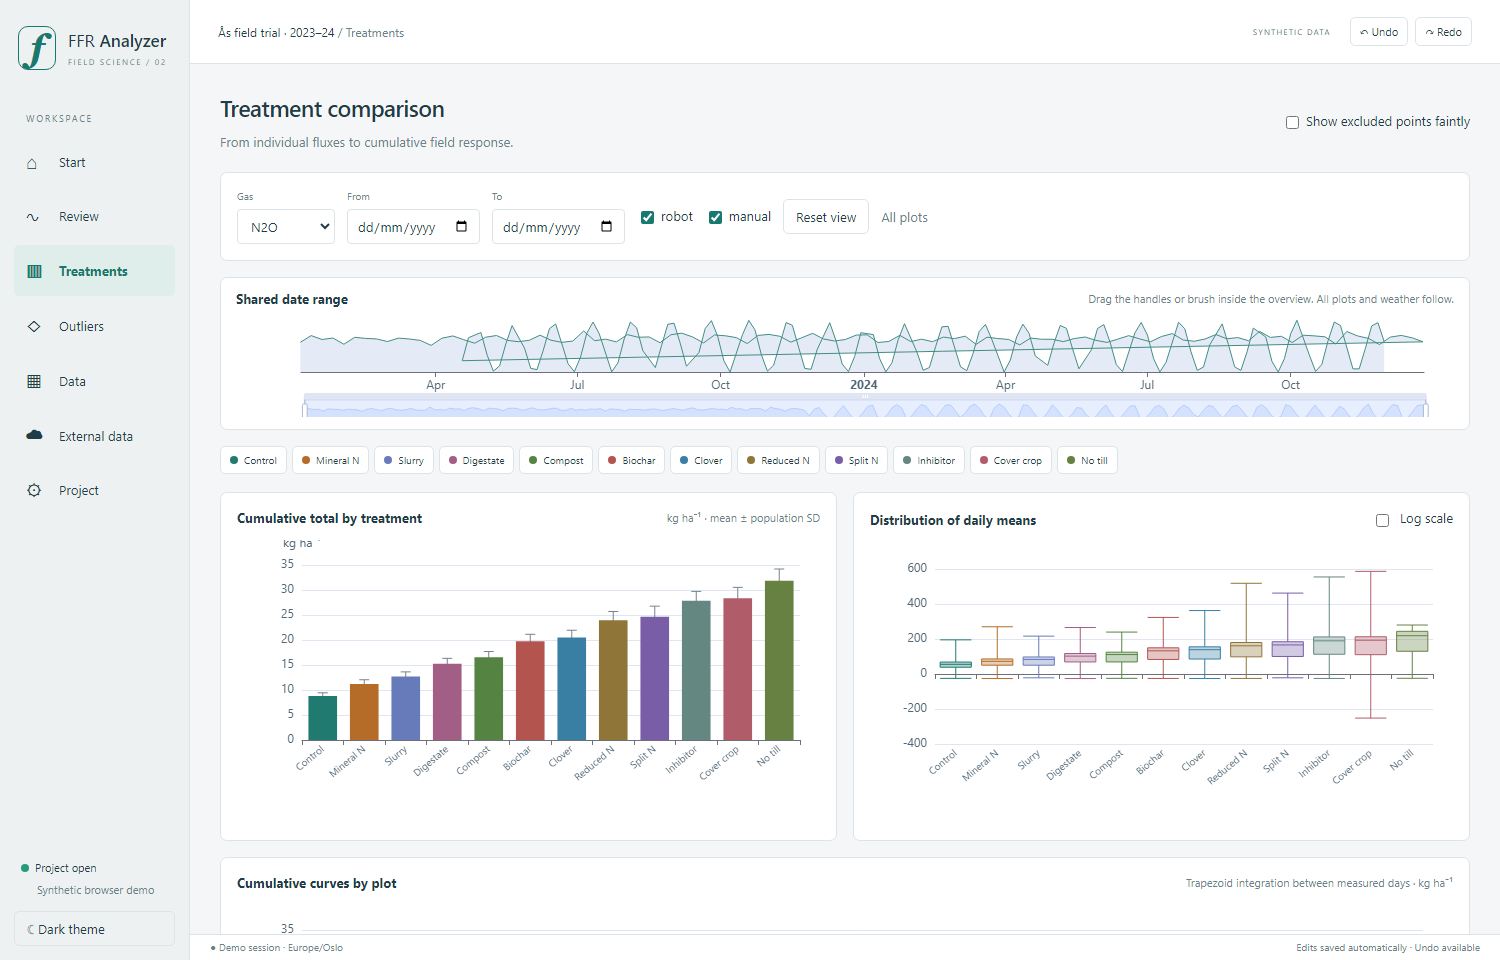 FFR Analyzer
FIELD SCIENCE / 02
WORKSPACE
Start
Review
Treatments
Outliers
Data
External data
Project
Project open
Synthetic browser demo
Dark theme
Ås field trial · 2023–24 / Treatments
SYNTHETIC DATA
Undo
Redo
Treatment comparison
From individual fluxes to cumulative field response.
Show excluded points faintly
Gas
From
To
N2O
dd/mm/yyyy
dd/mm/yyyy
robot
manual
Reset view
All plots
Shared date range
Drag the handles or brush inside the overview. All plots and weather follow.
Apr
Jul
Oct
2024
Apr
Jul
Oct
Control
Mineral N
Slurry
Digestate
Compost
Biochar
Clover
Reduced N
Split N
Inhibitor
Cover crop
No till
Cumulative total by treatment
kg ha⁻¹ · mean ± population SD
kg ha
35
30
25
20
15
10
5
0
Control
Mineral N
Slurry
Digestate
Compost
Biochar
Clover
Reduced N
Split N
Inhibitor
Cover crop
No till
Distribution of daily means
Log scale
600
400
200
0
-200
-400
Control
Mineral N
Slurry
Digestate
Compost
Biochar
Clover
Reduced N
Split N
Inhibitor
Cover crop
No till
Cumulative curves by plot
Trapezoid integration between measured days · kg ha⁻¹
35
Demo session · Europe/Oslo
Edits saved automatically · Undo available